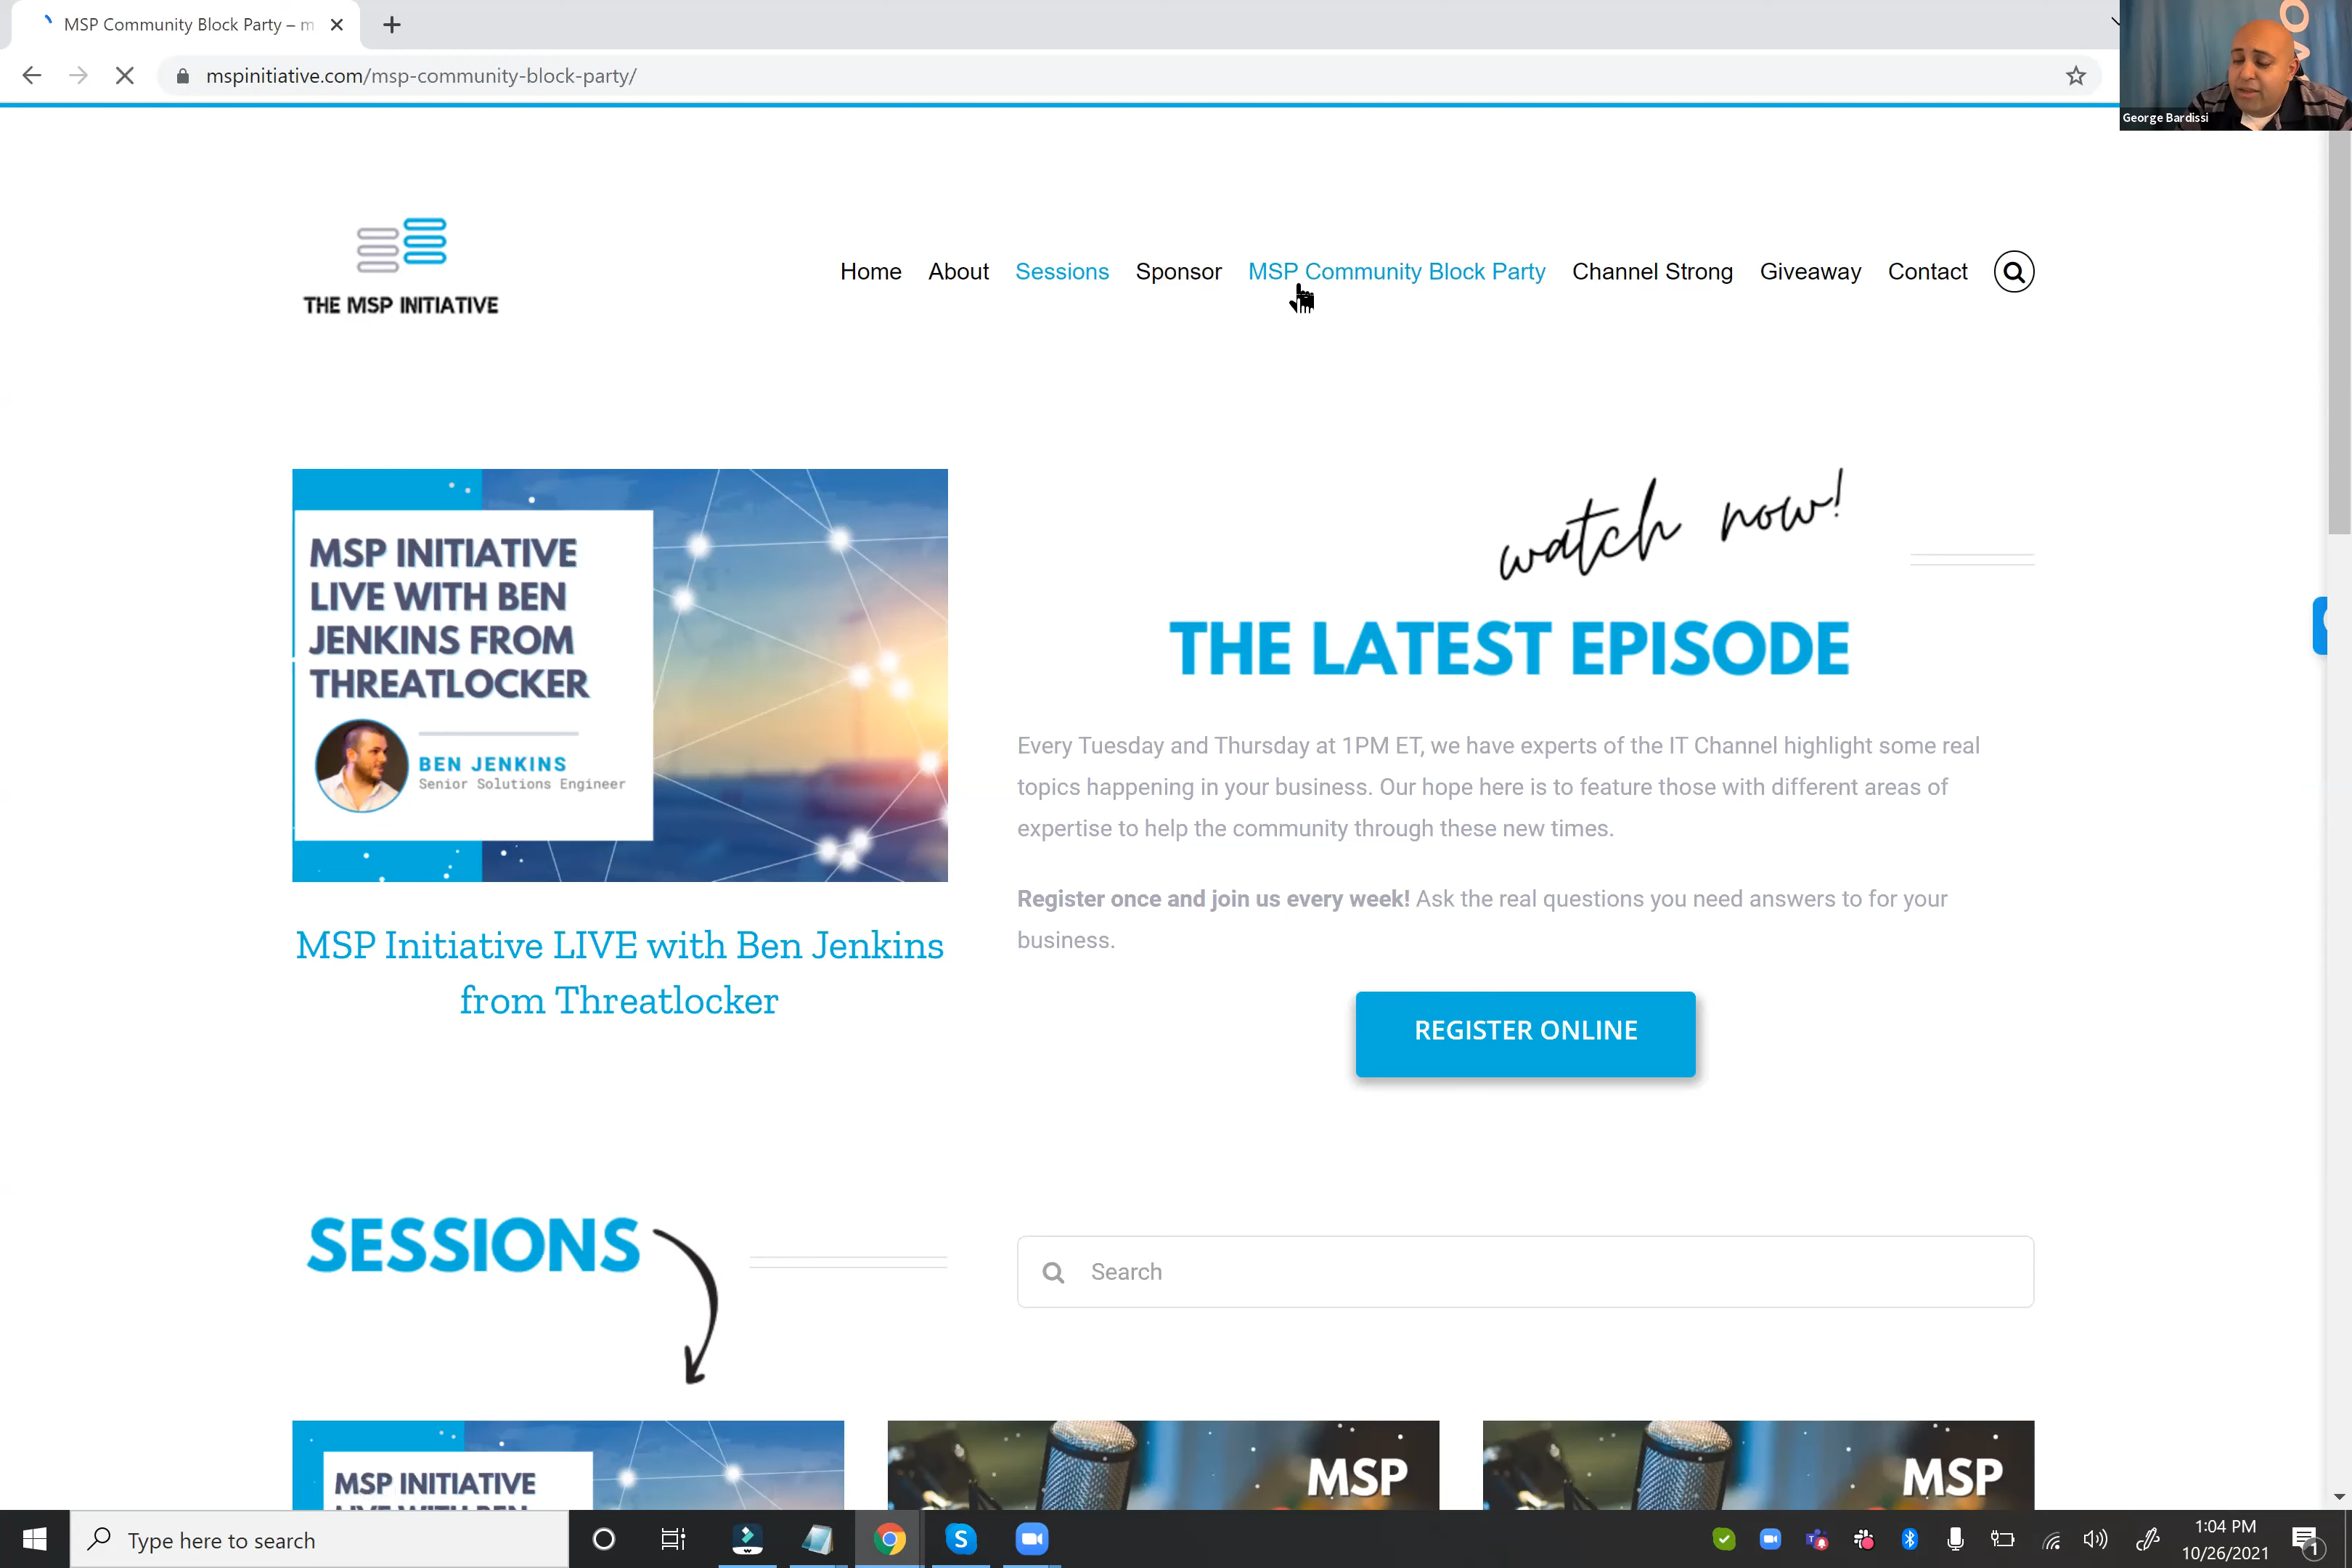 MSP Community Block Party – m
mspinitiative.com/msp-community-block-party/
George Bardissi
THE MSP INITIATIVE
Home About Sessions Sponsor MSP Community Block Party Channel Strong Giveaway Contact
MSP INITIATIVE
LIVE WITH BEN
JENKINS FROM
THREATLOCKER
BEN JENKINS
Senior Solutions Engineer
MSP Initiative LIVE with Ben Jenkins
from Threatlocker
watch now!
THE LATEST EPISODE
Every Tuesday and Thursday at 1PM ET, we have experts of the IT Channel highlight some real
topics happening in your business. Our hope here is to feature those with different areas of
expertise to help the community through these new times.
Register once and join us every week! Ask the real questions you need answers to for your
business.
REGISTER ONLINE
SESSIONS
Search
MSP INITIATIVE
LIVE WITH BEN
MSP
MSP
Type here to search
1:04 PM
10/26/2021
1